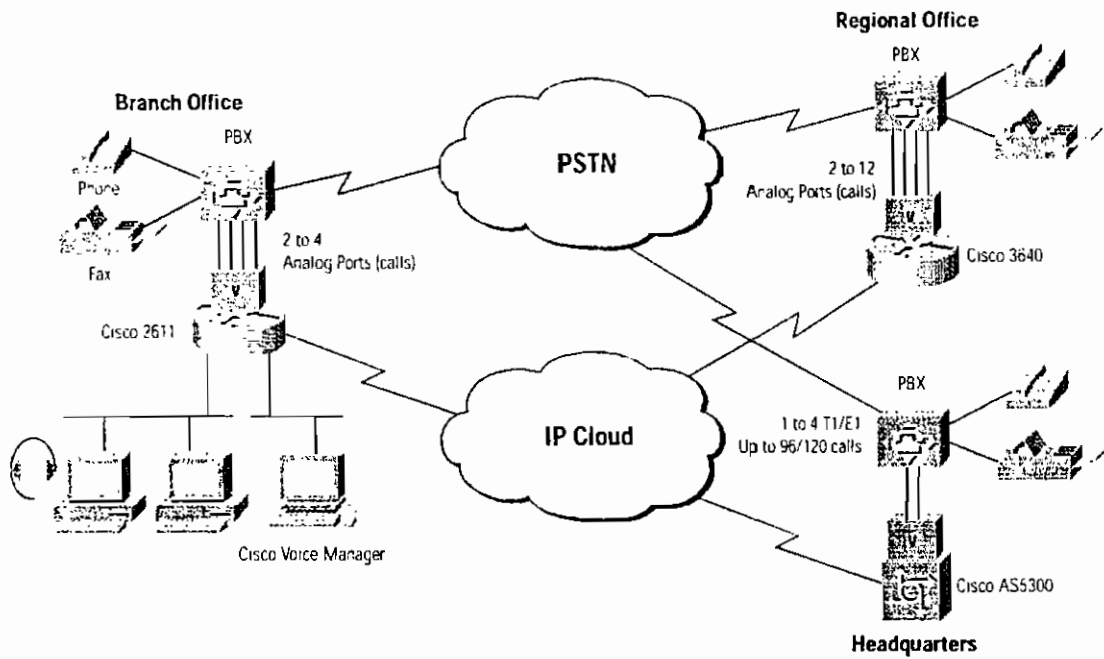 Regional Office
PBX
Branch Office
PBX
Phone
Fax
2 to 4
Analog Ports (calls)
V
Cisco 2611
PSTN
2 to 12
Analog Ports (calls)
V
Cisco 3640
IP Cloud
PBX
1 to 4 T1/E1
Up to 96/120 calls
V
Cisco AS5300
Headquarters
Cisco Voice Manager